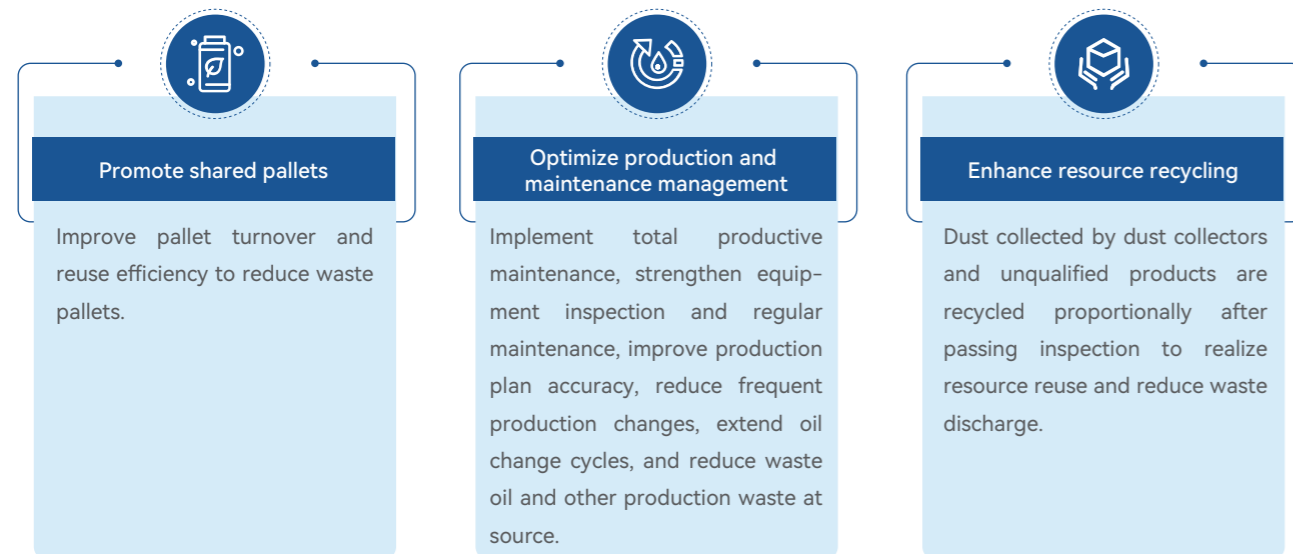 Promote shared pallets
Improve pallet turnover and
reuse efficiency to reduce waste
pallets.
Optimize production and
maintenance management
Implement total productive
maintenance, strengthen equip-
ment inspection and regular
maintenance, improve production
plan accuracy, reduce frequent
production changes, extend oil
change cycles, and reduce waste
oil and other production waste at
source.
Enhance resource recycling
Dust collected by dust collectors
and unqualified products are
recycled proportionally after
passing inspection to realize
resource reuse and reduce waste
discharge.